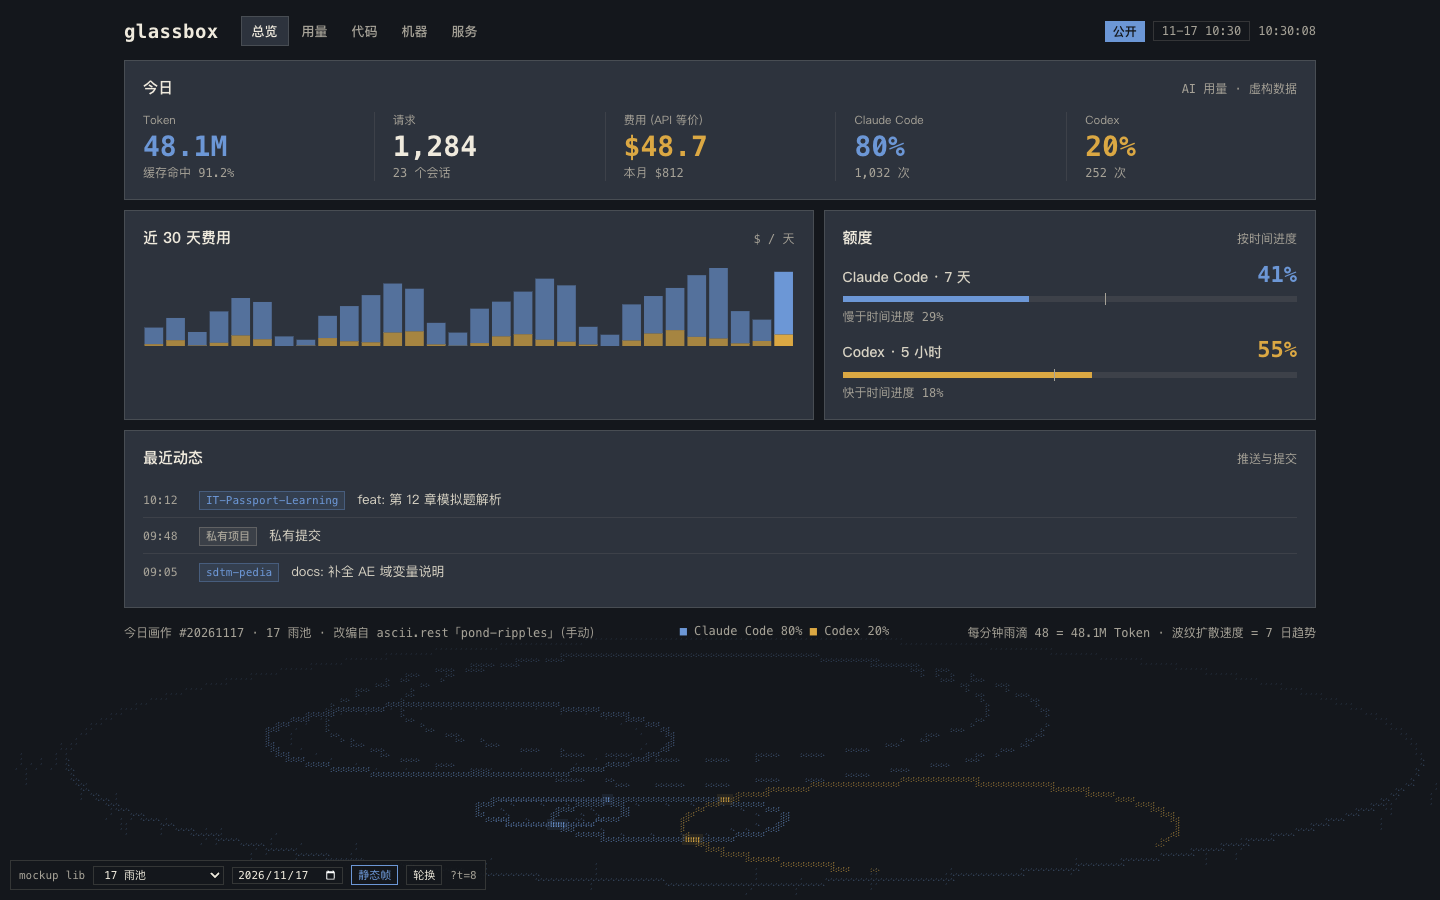 glassbox 总览 用量 代码 机器 服务 公开 11-17 10:30 10:30:08
今日 AI 用量 · 虚构数据
Token 请求 费用 (API 等价) Claude Code Codex
48.1M 1,284 $48.7 80% 20%
缓存命中 91.2% 23 个会话 本月 $812 1,032 次 252 次
近 30 天费用 $ / 天
额度 按时间进度
Claude Code · 7 天 41%
慢于时间进度 29%
Codex · 5 小时 55%
快于时间进度 18%
最近动态 推送与提交
10:12 IT-Passport-Learning feat: 第 12 章模拟题解析
09:48 私有项目 私有提交
09:05 sdtm-pedia docs: 补全 AE 域变量说明
今日画作 #20261117 · 17 雨池 · 改编自 ascii.rest「pond-ripples」(手动) Claude Code 80% Codex 20% 每分钟雨滴 48 = 48.1M Token · 波纹扩散速度 = 7 日趋势
mockup lib 17 雨池 2026/11/17 静态帧 轮换 ?t=8